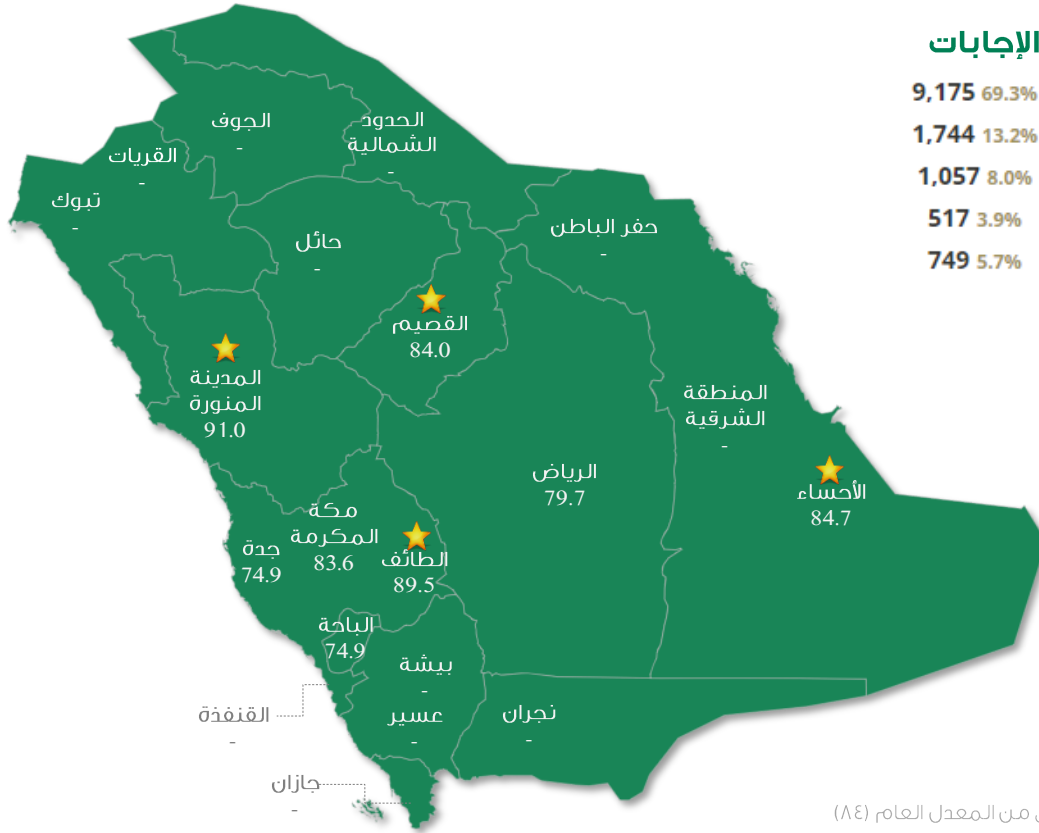 الإجابات
9,175 69.3%
1,744 13.2%
1,057 8.0%
517 3.9%
749 5.7%
الجوف
-
الحدود
الشمالية
-
القريات
-
تبوك
-
حائل
-
حفر الباطن
-
القصيم
84.0
المدينة
المنورة
91.0
المنطقة
الشرقية
-
الرياض
79.7
الأحساء
84.7
مكة
المكرمة
83.6
الطائف
89.5
جدة
74.9
الباحة
74.9
بيشة
-
القنفذة
-
عسير
-
نجران
-
جازان
-
من المعدل العام (٨٤)